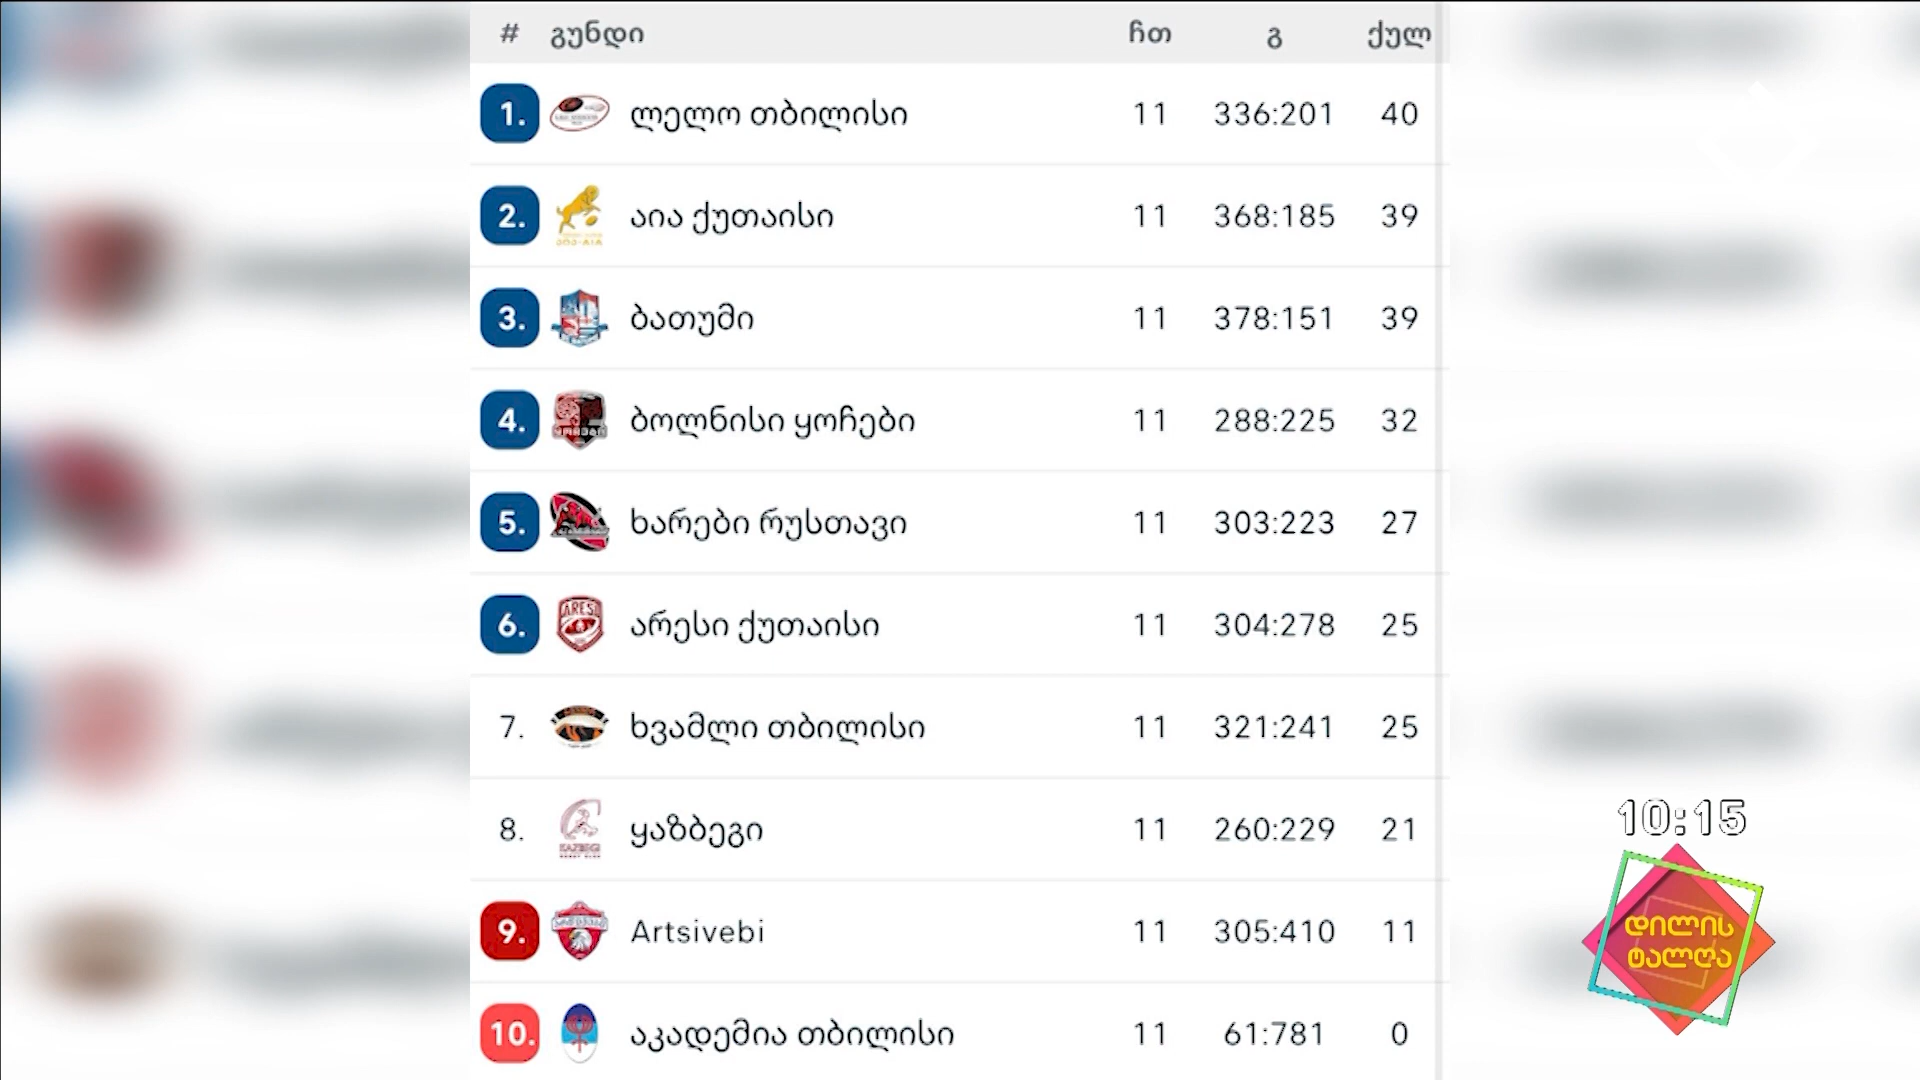 # გუნდი ჩთ გ ქულ
1. ლელო თბილისი 11 336:201 40
2. აია ქუთაისი 11 368:185 39
3. ბათუმი 11 378:151 39
4. ბოლნისი ყოჩები 11 288:225 32
5. ხარები რუსთავი 11 303:223 27
6. არესი ქუთაისი 11 304:278 25
7. ხვამლი თბილისი 11 321:241 25
8. ყაზბეგი 11 260:229 21
9. Artsivebi 11 305:410 11
10. აკადემია თბილისი 11 61:781 0
10:15
დილის
ტალღა